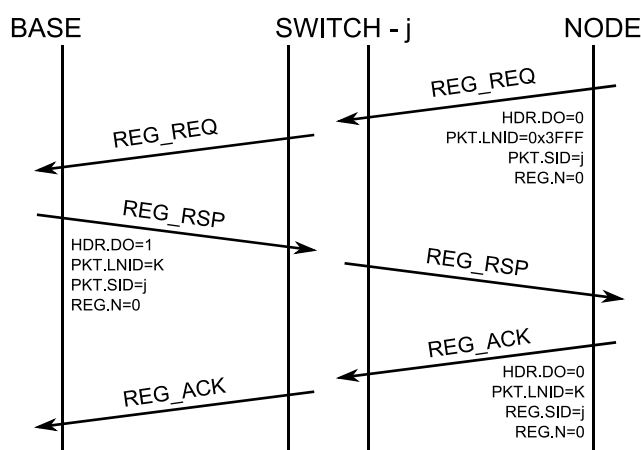 BASE
SWITCH - j
NODE
REG_REQ
HDR.DO=0
PKT.LNID=0x3FFF
PKT.SID=j
REG.N=0
REG_REQ
REG_RSP
HDR.DO=1
PKT.LNID=K
PKT.SID=j
REG.N=0
REG_RSP
REG_ACK
HDR.DO=0
PKT.LNID=K
REG.SID=j
REG.N=0
REG_ACK